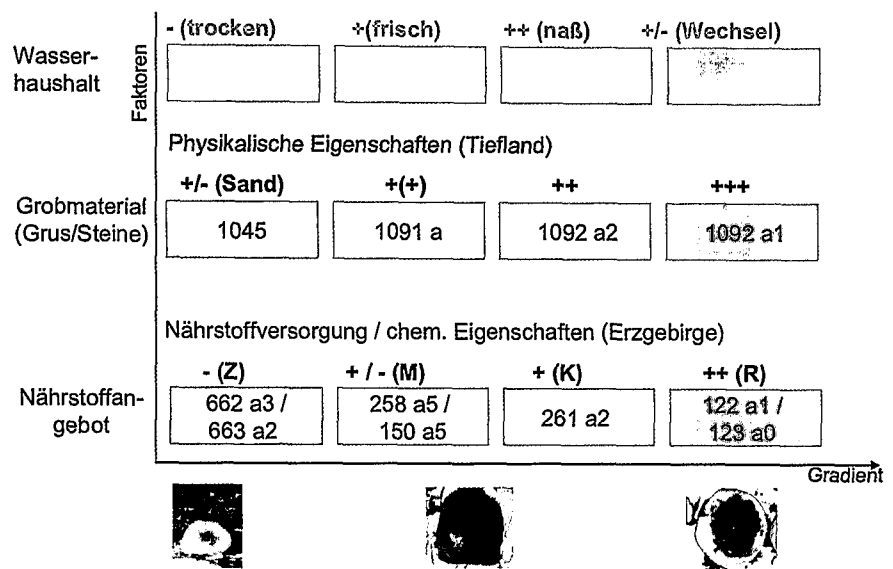 - (trocken) +(frisch) ++ (naß) +/- (Wechsel)
Wasser-
haushalt
Faktoren
Physikalische Eigenschaften (Tiefland)
+/- (Sand) +(+) ++ +++
Grobmaterial
(Grus/Steine)
1045 1091 a 1092 a2 1092 a1
Nährstoffversorgung / chem. Eigenschaften (Erzgebirge)
- (Z) + / - (M) + (K) ++ (R)
Nährstoffan-
gebot
662 a3 / 258 a5 / 261 a2 122 a1 /
663 a2 150 a5 123 a0
Gradient